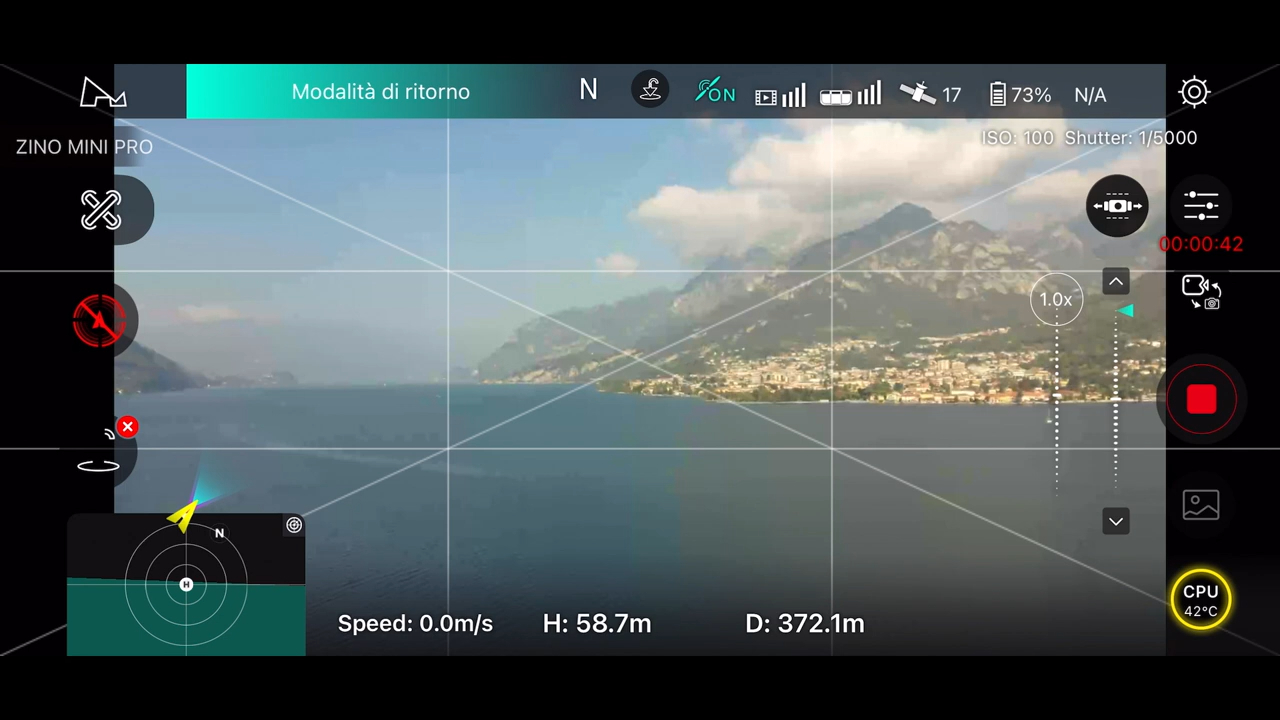 Modalità di ritorno
N
ON
17
73%
N/A
ZINO MINI PRO
ISO: 100 Shutter: 1/5000
00:00:42
1.0x
N
H
CPU
42°C
Speed: 0.0m/s H: 58.7m D: 372.1m